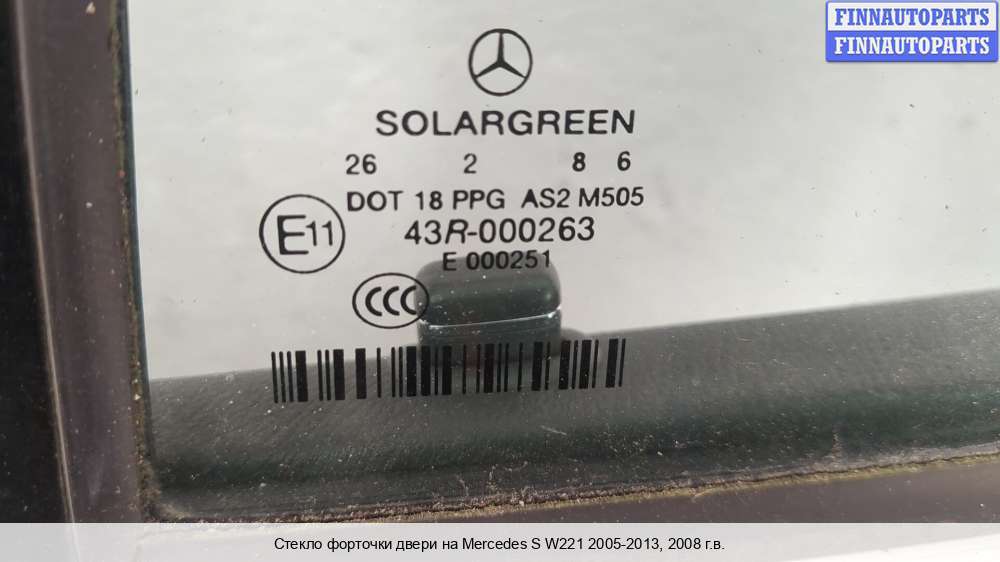 FINNAUTOPARTS
FINNAUTOPARTS
SOLARGREEN
26 2 8 6
DOT 18 PPG AS2 M505
E11 43R-000263
E 000251
CCC
Стекло форточки двери на Mercedes S W221 2005-2013, 2008 г.в.